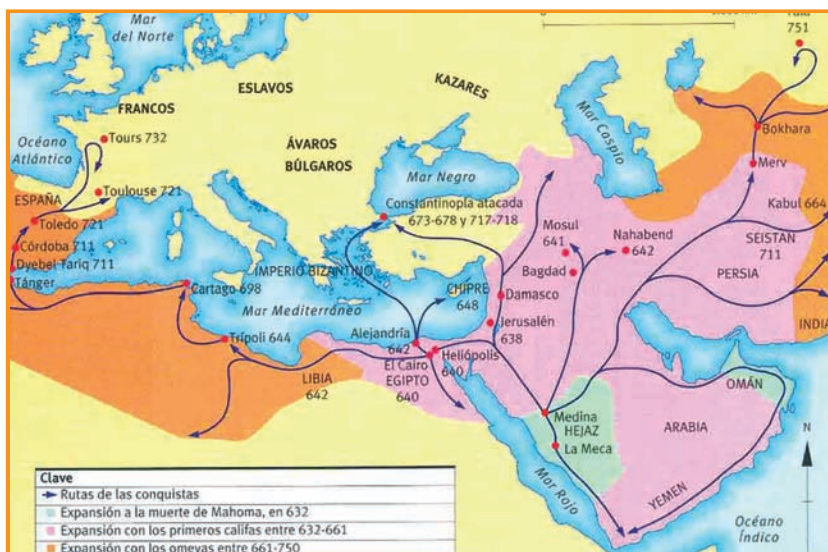 Mar
del Norte
751
ESLAVOS
KAZARES
FRANCOS
Océano
Atlántico
Tours 732
ÁVAROS
BÚLGAROS
Mar Caspio
Bokhara
Merv
Toulouse 721
ESPAÑA
Mar Negro
Constantinopla atacada
673-678 y 717-718
Toledo 721
Córdoba 711
Dyebel Tariq 711
Tánger
IMPERIO BIZANTINO
Mosul
641
Nahabend
642
Kabul 664
SEISTAN
711
Bagdad
PERSIA
Cartago 698
CHIPRE
648
Damasco
Mar Mediterráneo
Jerusalén
638
INDIA
Trípoli 644
Alejandría
642
Heliópolis
640
El Cairo
EGIPTO
640
LIBIA
642
OMÁN
Medina
HEJAZ
ARABIA
La Meca
N
Mar Rojo
YEMEN
Océano
Índico
Clave
Rutas de las conquistas
Expansión a la muerte de Mahoma, en 632
Expansión con los primeros califas entre 632-661
Expansión con los omeyas entre 661-750